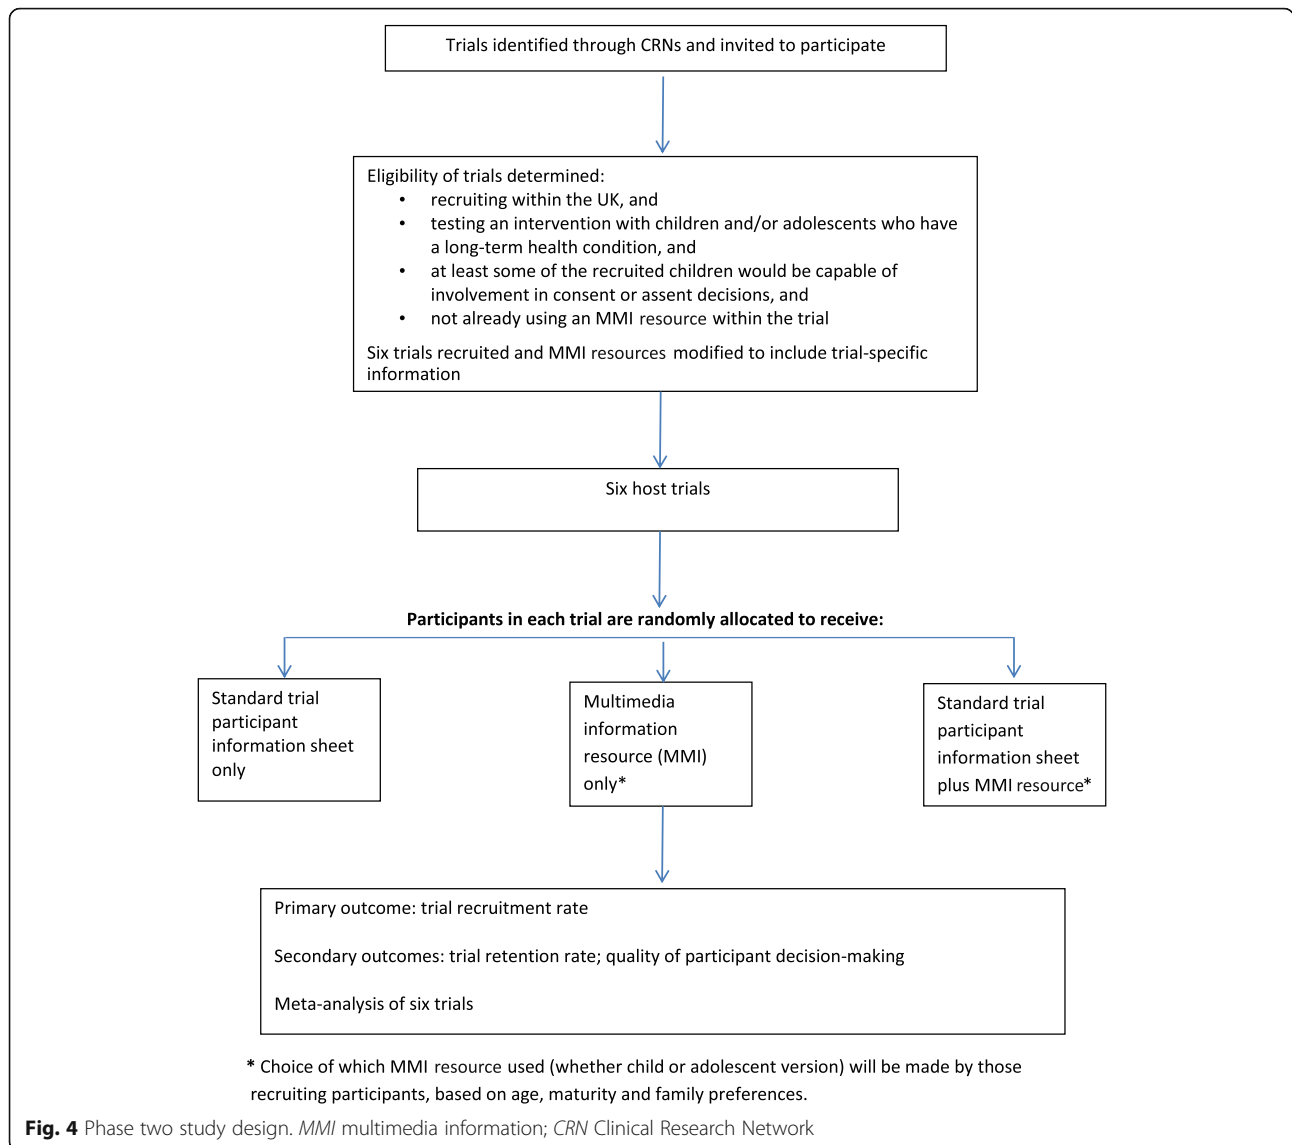 Trials identified through CRNs and invited to participate
Eligibility of trials determined:
• recruiting within the UK, and
• testing an intervention with children and/or adolescents who have
a long-term health condition, and
• at least some of the recruited children would be capable of
involvement in consent or assent decisions, and
• not already using an MMI resource within the trial
Six trials recruited and MMI resources modified to include trial-specific
information
Six host trials
Participants in each trial are randomly allocated to receive:
Standard trial
participant
information sheet
only
Multimedia
information
resource (MMI)
only*
Standard trial
participant
information sheet
plus MMI resource*
Primary outcome: trial recruitment rate
Secondary outcomes: trial retention rate; quality of participant decision-making
Meta-analysis of six trials
* Choice of which MMI resource used (whether child or adolescent version) will be made by those
recruiting participants, based on age, maturity and family preferences.
Fig. 4 Phase two study design. MMI multimedia information; CRN Clinical Research Network